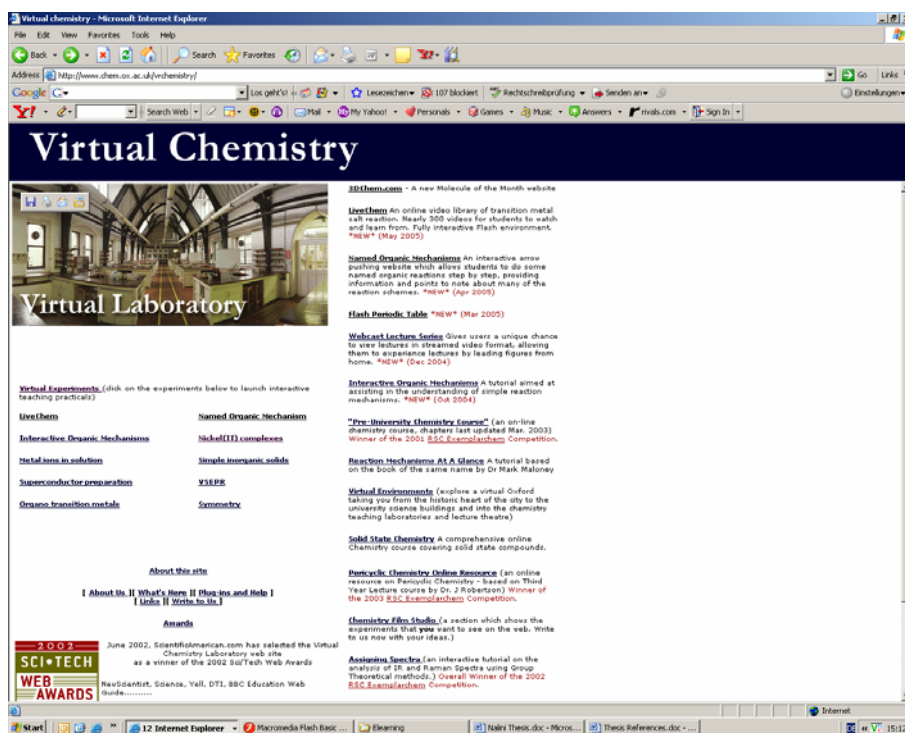 Virtual chemistry - Microsoft Internet Explorer
File Edit View Favorites Tools Help
Back Search Favorites
Address http://www.chem.ox.ac.uk/vrchemistry/ Go Links
Google Los geht's! Lesezeichen 107 blockiert Rechtschreibprüfung Senden an Einstellungen
Y! Search Web Mail My Yahoo! Personals Games Music Answers rivals.com Sign In
Virtual Chemistry
Virtual Laboratory
Virtual Experiments (click on the experiments below to launch interactive
teaching practicals)
LiveChem Named Organic Mechanism
Interactive Organic Mechanisms Nickel(II) complexes
Metal ions in solution Simple inorganic solids
Superconductor preparation VSEPR
Organo transition metals Symmetry
About this site
[ About Us ][ What's Here ][ Plug-ins and Help ]
[ Links ][ Write to Us ]
Awards
2002
SCI•TECH
WEB
AWARDS
June 2002, ScientificAmerican.com has selected the Virtual
Chemistry Laboratory web site
as a winner of the 2002 Sci/Tech Web Awards
NewScientist, Science, Yall, DTI, BBC Education Web
Guide..........
3DChem.com - A new Molecule of the Month website
LiveChem An online video library of transition metal
salt reaction. Nearly 300 videos for students to watch
and learn from. Fully interactive Flash environment.
*NEW* (May 2005)
Named Organic Mechanisms An interactive arrow
pushing website which allows students to do some
named organic reactions step by step, providing
information and points to note about many of the
reaction schemes. *NEW* (Apr 2005)
Flash Periodic Table *NEW* (Mar 2005)
Webcast Lecture Series Gives users a unique chance
to view lectures in streamed video format, allowing
them to experience lectures by leading figures from
home. *NEW* (Dec 2004)
Interactive Organic Mechanisms A tutorial aimed at
assisting in the understanding of simple reaction
mechanisms. *NEW* (Oct 2004)
"Pre-University Chemistry Course" (an on-line
chemistry course, chapters last updated Mar. 2003)
Winner of the 2001 RSC Exemplarchem Competition.
Reaction Mechanisms At A Glance A tutorial based
on the book of the same name by Dr Mark Maloney
Virtual Environments (explore a virtual Oxford
taking you from the historic heart of the city to the
university science buildings and into the chemistry
teaching laboratories and lecture theatre)
Solid State Chemistry A comprehensive online
Chemistry course covering solid state compounds.
Pericyclic Chemistry Online Resource (an online
resource on Pericyclic Chemistry - based on Third
Year Lecture course by Dr. J Robertson) Winner of
the 2003 RSC Exemplarchem Competition.
Chemistry Film Studio (a section which shows the
experiments that you want to see on the web. Write
to us now with your ideas.)
Assigning Spectra (an interactive tutorial on the
analysis of IR and Raman Spectra using Group
Theoretical methods.) Overall Winner of the 2002
RSC Exemplarchem Competition.
Internet
Start 12 Internet Explorer Macromedia Flash Basic ... Elearning Nalini Thesis.doc - Micros... Thesis References.doc - ... 15:12